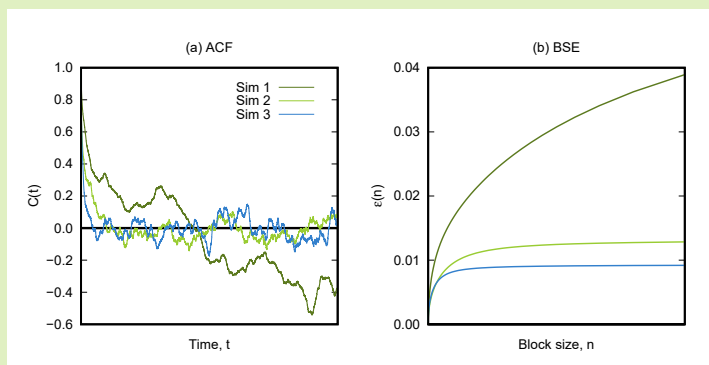 (a) ACF
1.0
0.8
0.6
0.4
0.2
0.0
−0.2
−0.4
−0.6
C(t)
Sim 1
Sim 2
Sim 3
Time, t
(b) BSE
0.04
0.03
0.02
0.01
0.00
ε(n)
Block size, n